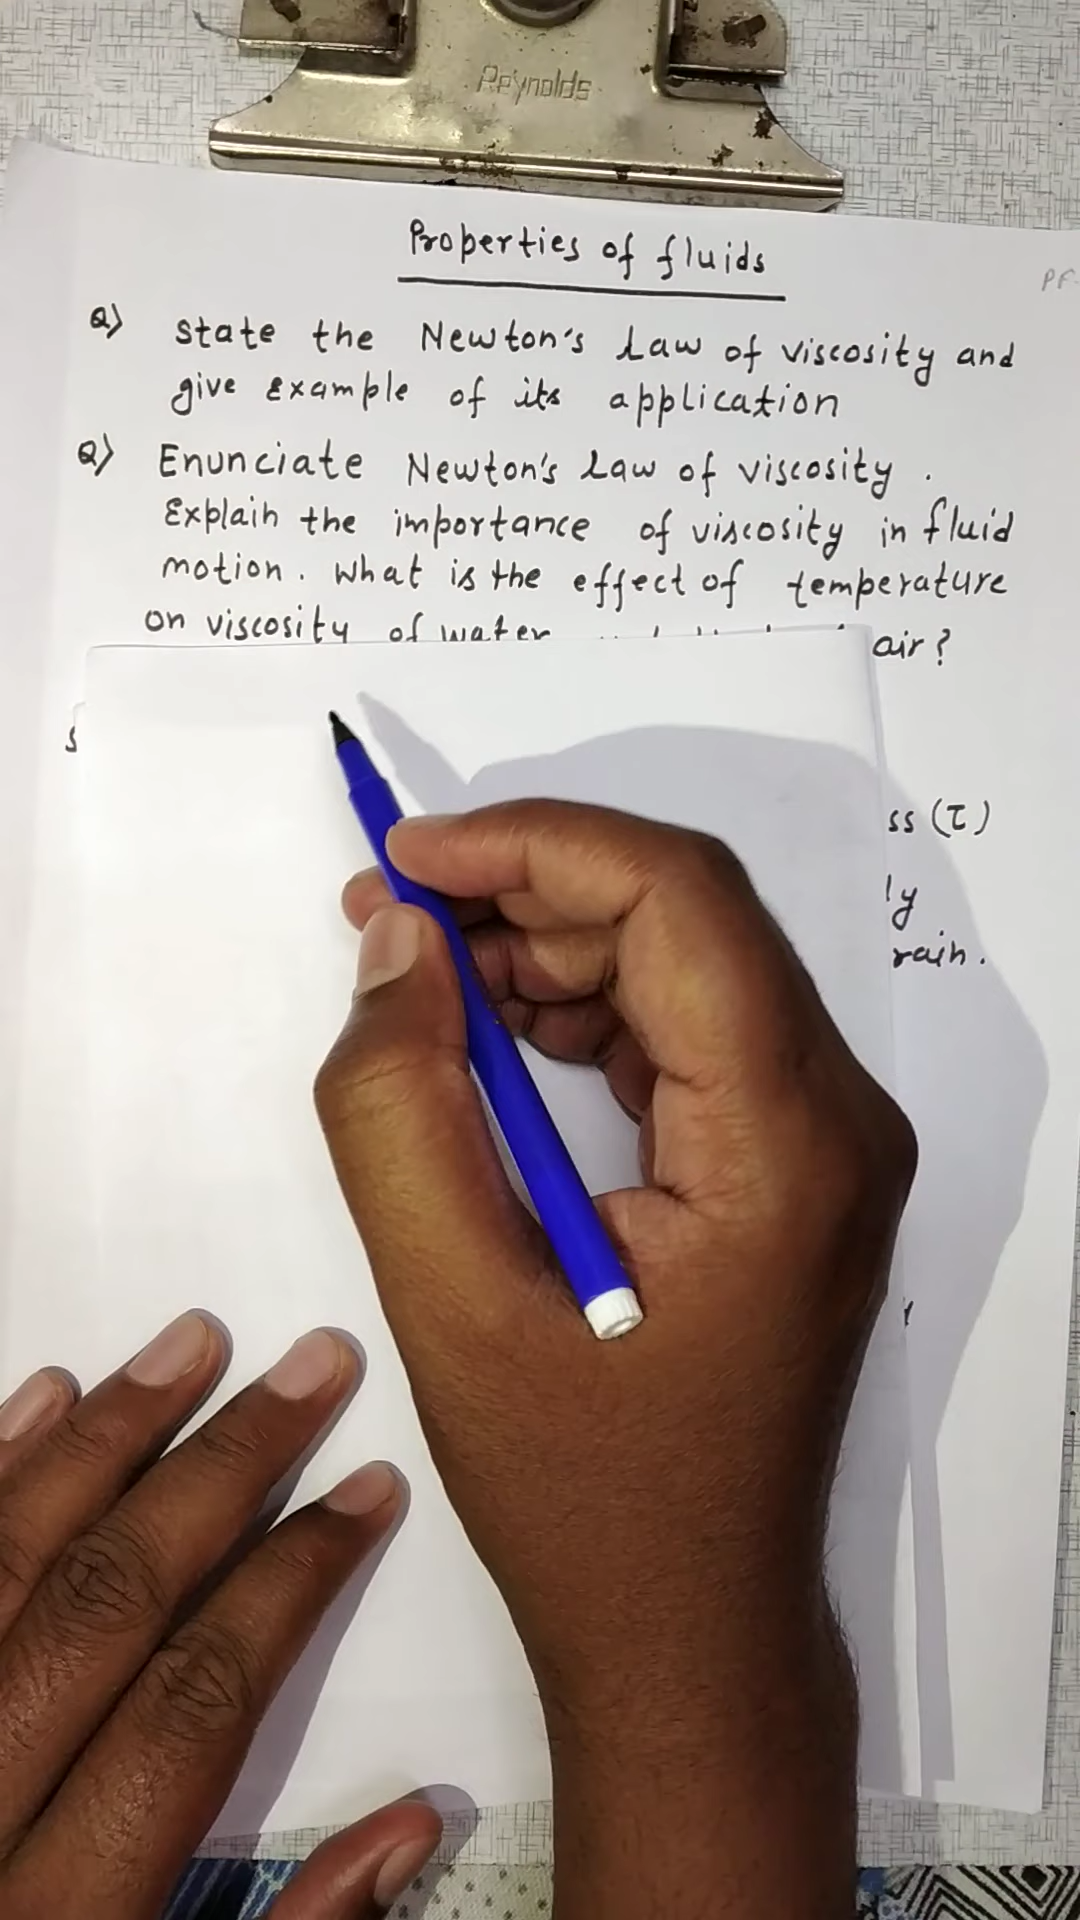 Reynolds
Properties of fluids
PF-
Q) State the Newton's Law of viscosity and
give example of its application
Q) Enunciate Newton's Law of viscosity.
Explain the importance of viscosity in fluid
motion. What is the effect of temperature
on viscosity of water air?
S
ss (τ)
ly
rain.